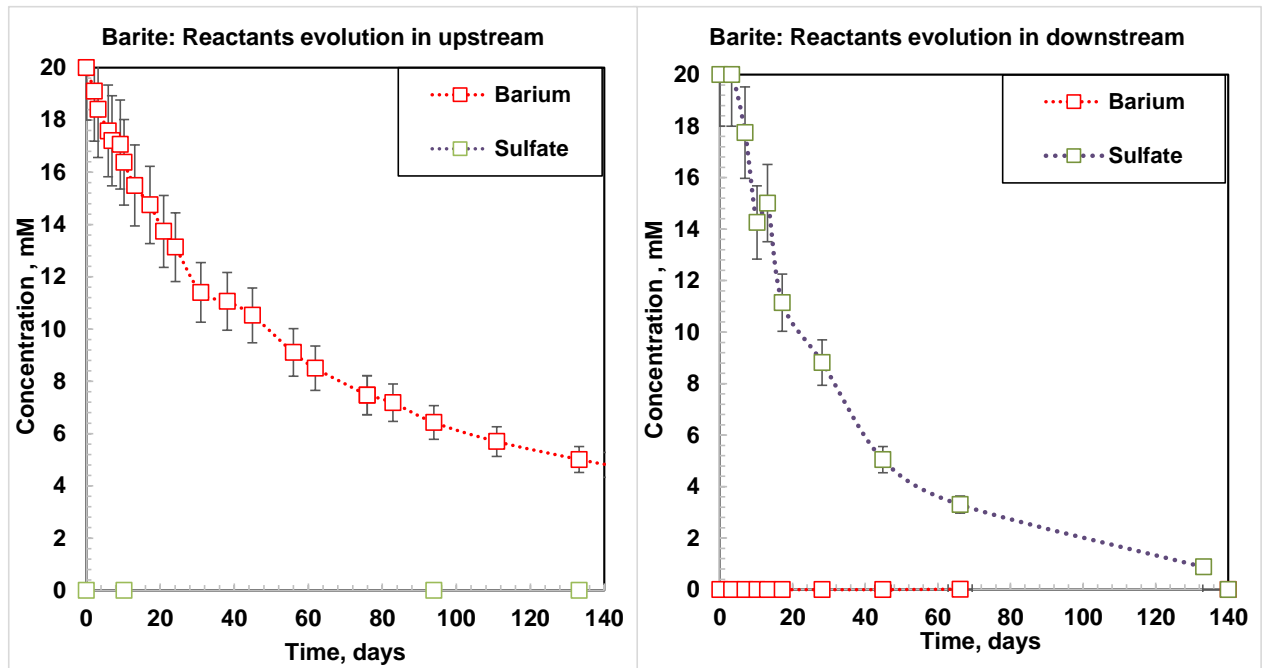 Barite: Reactants evolution in upstream
Concentration , mM
20
18
16
14
12
10
8
6
4
2
0
Barium
Sulfate
0 20 40 60 80 100 120 140
Time, days
Barite: Reactants evolution in downstream
Concentration , mM
20
18
16
14
12
10
8
6
4
2
0
Barium
Sulfate
0 20 40 60 80 100 120 140
Time, days